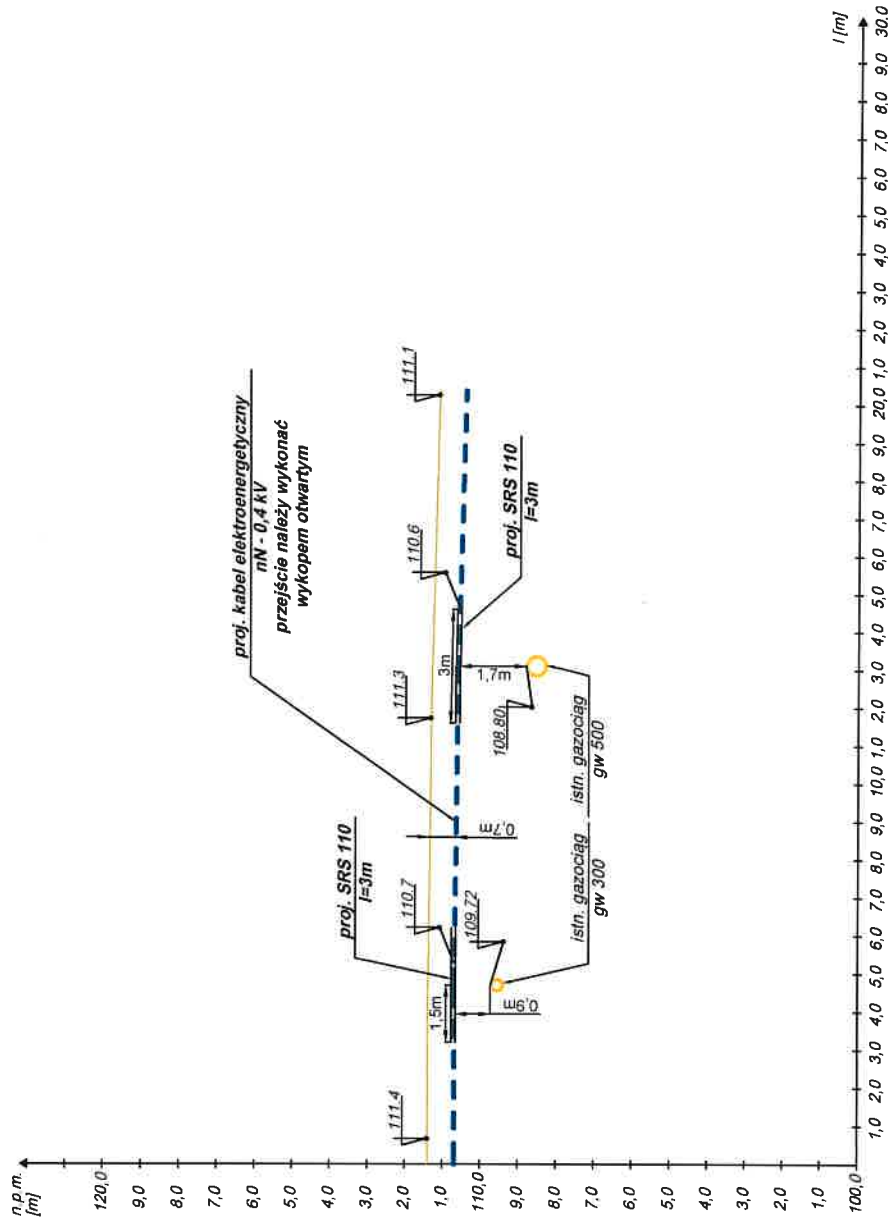 n.p.m.
[m]
120,0
9,0
8,0
7,0
6,0
5,0
4,0
3,0
2,0
1,0
110,0
9,0
8,0
7,0
6,0
5,0
4,0
3,0
2,0
1,0
100,0
proj. kabel elektroenergetyczny
nN - 0,4 kV
przejście należy wykonać
wykopem otwartym
proj. SRS 110
l=3m
111.4
110.7
111.3
110.6
111.1
1,5m
0,7m
3m
proj. SRS 110
l=3m
109.72
0,9m
108.80
1,7m
istn. gazociąg
gw 300
istn. gazociąg
gw 500
l [m]
1,0 2,0 3,0 4,0 5,0 6,0 7,0 8,0 9,0 10,0 1,0 2,0 3,0 4,0 5,0 6,0 7,0 8,0 9,0 20,0 1,0 2,0 3,0 4,0 5,0 6,0 7,0 8.0 9,0 30.0